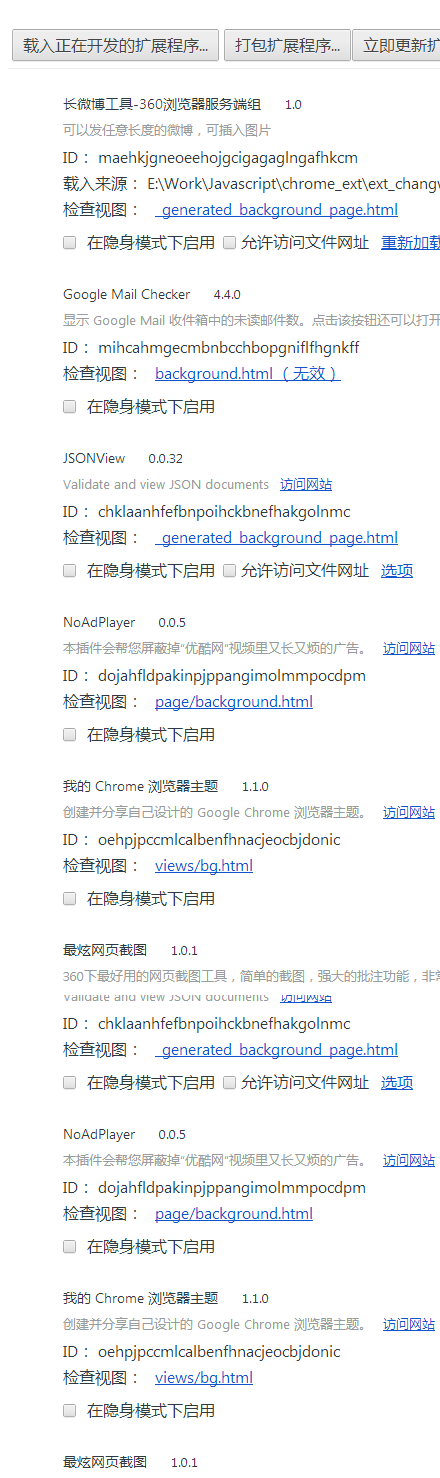 载入正在开发的扩展程序... 打包扩展程序... 立即更新扩
长微博工具-360浏览器服务端组 1.0
可以发任意长度的微博，可插入图片
ID： maehkjgneoeehojgcigagaglngafhkcm
载入来源： E:\Work\Javascript\chrome_ext\ext_changw
检查视图： _generated_background_page.html
在隐身模式下启用 允许访问文件网址 重新加载
Google Mail Checker 4.4.0
显示 Google Mail 收件箱中的未读邮件数。点击该按钮还可以打开
ID： mihcahmgecmbnbcchbopgniflfhgnkff
检查视图： background.html （无效）
在隐身模式下启用
JSONView 0.0.32
Validate and view JSON documents 访问网站
ID： chklaanhfefbnpoihckbnefhakgolnmc
检查视图： _generated_background_page.html
在隐身模式下启用 允许访问文件网址 选项
NoAdPlayer 0.0.5
本插件会帮您屏蔽掉“优酷网”视频里又长又烦的广告。 访问网站
ID： dojahfldpakinpjppangimolmmpocdpm
检查视图： page/background.html
在隐身模式下启用
我的 Chrome 浏览器主题 1.1.0
创建并分享自己设计的 Google Chrome 浏览器主题。 访问网站
ID： oehpjpccmlcalbenfhnacjeocbjdonic
检查视图： views/bg.html
在隐身模式下启用
最炫网页截图 1.0.1
360下最好用的网页截图工具，简单的截图，强大的批注功能，非常
Validate and view JSON documents 访问网站
ID： chklaanhfefbnpoihckbnefhakgolnmc
检查视图： _generated_background_page.html
在隐身模式下启用 允许访问文件网址 选项
NoAdPlayer 0.0.5
本插件会帮您屏蔽掉“优酷网”视频里又长又烦的广告。 访问网站
ID： dojahfldpakinpjppangimolmmpocdpm
检查视图： page/background.html
在隐身模式下启用
我的 Chrome 浏览器主题 1.1.0
创建并分享自己设计的 Google Chrome 浏览器主题。 访问网站
ID： oehpjpccmlcalbenfhnacjeocbjdonic
检查视图： views/bg.html
在隐身模式下启用
最炫网页截图 1.0.1